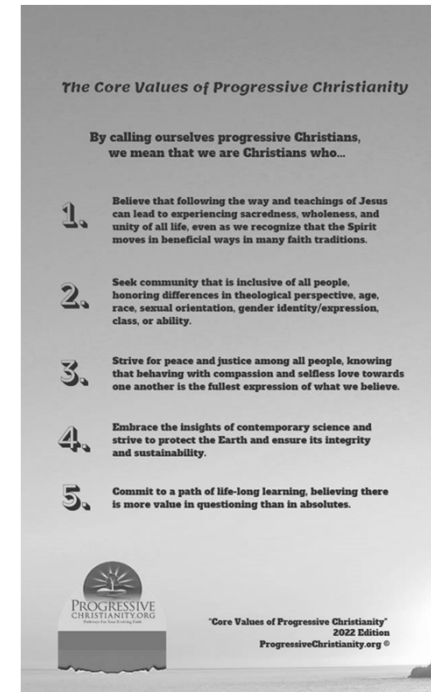 The Core Values of Progressive Christianity
By calling ourselves progressive Christians,
we mean that we are Christians who...
1.
Believe that following the way and teachings of Jesus
can lead to experiencing sacredness, wholeness, and
unity of all life, even as we recognize that the Spirit
moves in beneficial ways in many faith traditions.
2.
Seek community that is inclusive of all people,
honoring differences in theological perspective, age,
race, sexual orientation, gender identity/expression,
class, or ability.
3.
Strive for peace and justice among all people, knowing
that behaving with compassion and selfless love towards
one another is the fullest expression of what we believe.
4.
Embrace the insights of contemporary science and
strive to protect the Earth and ensure its integrity
and sustainability.
5.
Commit to a path of life-long learning, believing there
is more value in questioning than in absolutes.
PROGRESSIVE
CHRISTIANITY.ORG
Pathways For Your Evolving Faith
"Core Values of Progressive Christianity"
2022 Edition
ProgressiveChristianity.org ©